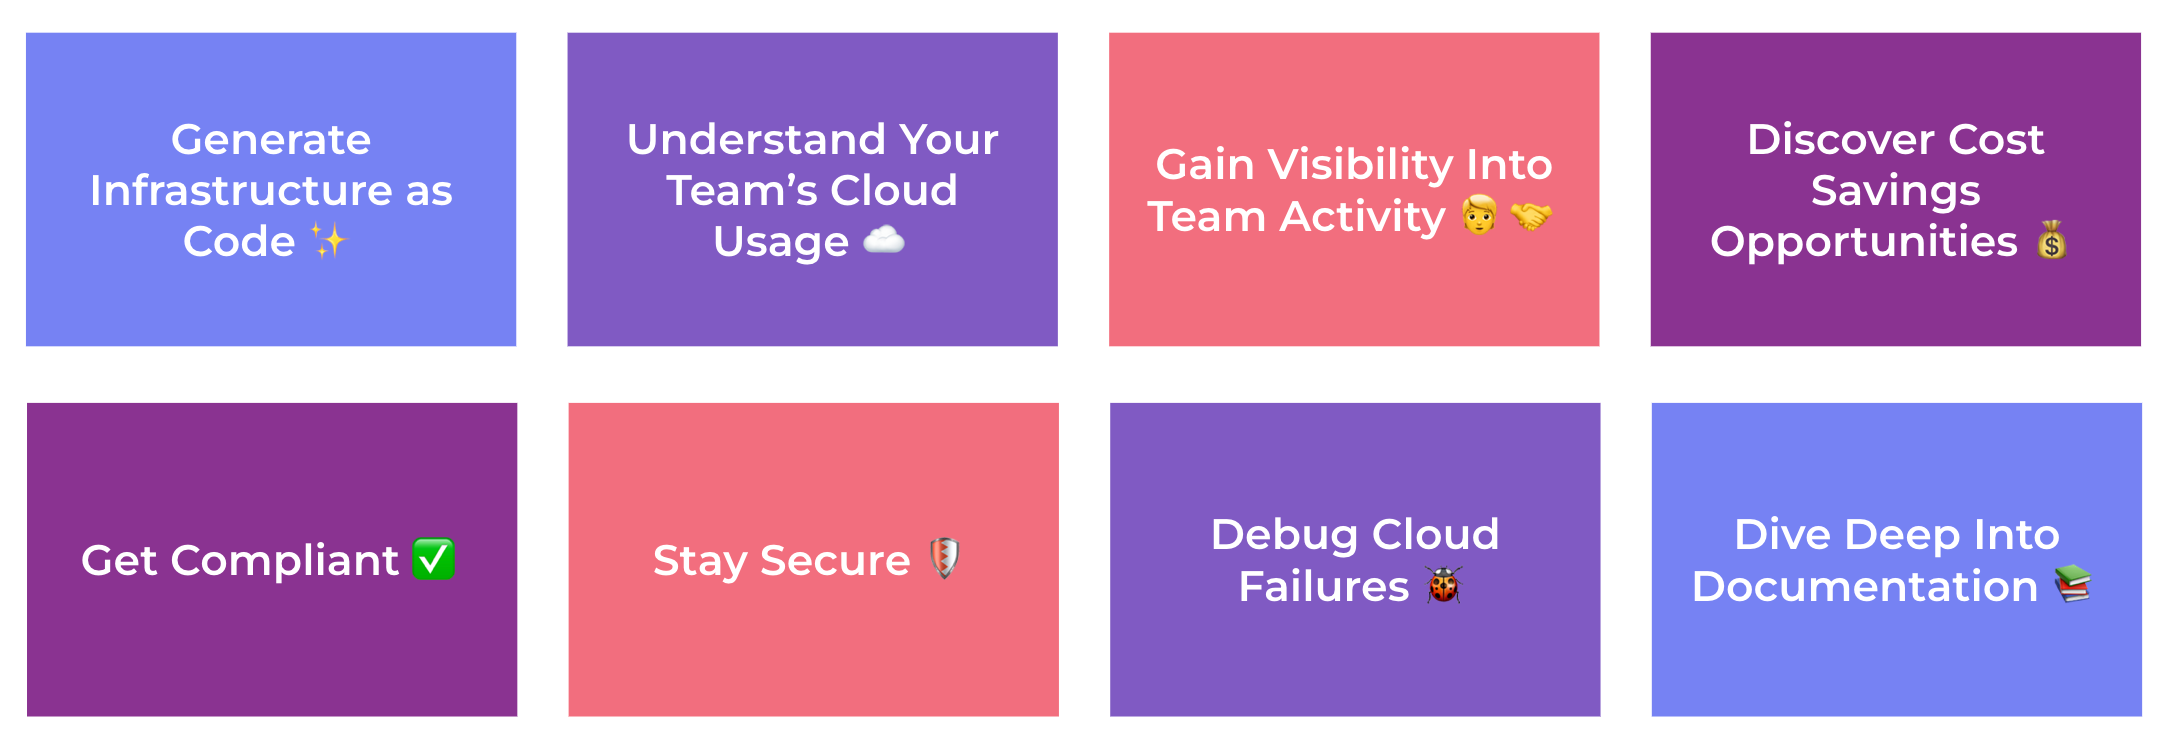 Generate
Infrastructure as
Code ✨
Understand Your
Team’s Cloud
Usage ☁️
Gain Visibility Into
Team Activity 🧑 🤝
Discover Cost
Savings
Opportunities 💰
Get Compliant ✅
Stay Secure 🛡️
Debug Cloud
Failures 🐞
Dive Deep Into
Documentation 📚